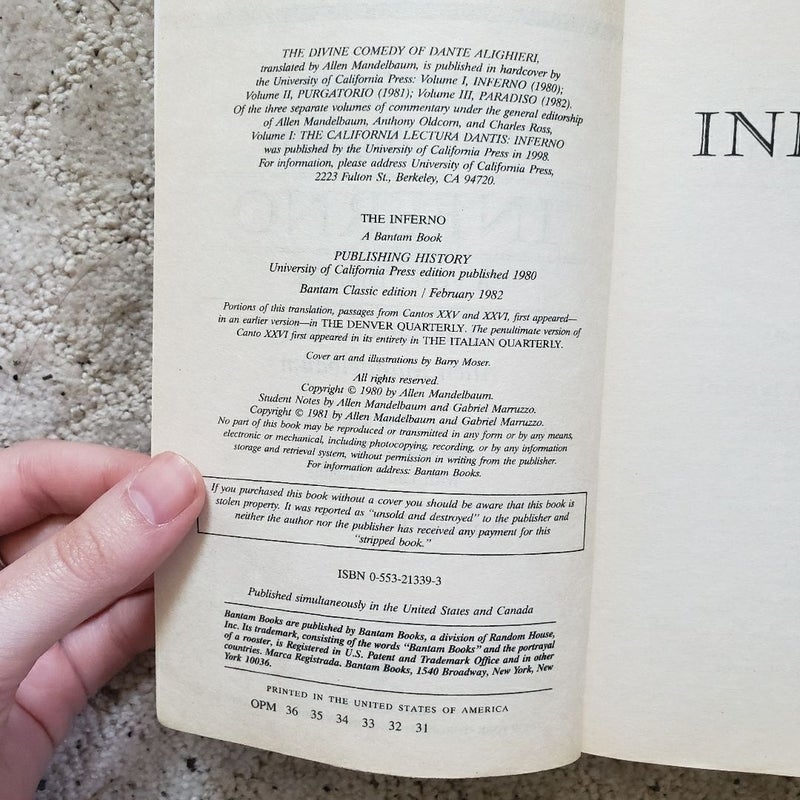 THE DIVINE COMEDY OF DANTE ALIGHIERI,
translated by Allen Mandelbaum, is published in hardcover by
the University of California Press: Volume I, INFERNO (1980);
Volume II, PURGATORIO (1981); Volume III, PARADISO (1982).
Of the three separate volumes of commentary under the general editorship
of Allen Mandelbaum, Anthony Oldcorn, and Charles Ross,
Volume I: THE CALIFORNIA LECTURA DANTIS: INFERNO
was published by the University of California Press in 1998.
For information, please address University of California Press,
2223 Fulton St., Berkeley, CA 94720.
THE INFERNO
A Bantam Book
PUBLISHING HISTORY
University of California Press edition published 1980
Bantam Classic edition / February 1982
Portions of this translation, passages from Cantos XXV and XXVI, first appeared—
in an earlier version—in THE DENVER QUARTERLY. The penultimate version of
Canto XXVI first appeared in its entirety in THE ITALIAN QUARTERLY.
Cover art and illustrations by Barry Moser.
All rights reserved.
Copyright © 1980 by Allen Mandelbaum.
Student Notes by Allen Mandelbaum and Gabriel Marruzzo.
Copyright © 1981 by Allen Mandelbaum and Gabriel Marruzzo.
No part of this book may be reproduced or transmitted in any form or by any means,
electronic or mechanical, including photocopying, recording, or by any information
storage and retrieval system, without permission in writing from the publisher.
For information address: Bantam Books.
If you purchased this book without a cover you should be aware that this book is
stolen property. It was reported as "unsold and destroyed" to the publisher and
neither the author nor the publisher has received any payment for this
"stripped book."
ISBN 0-553-21339-3
Published simultaneously in the United States and Canada
Bantam Books are published by Bantam Books, a division of Random House,
Inc. Its trademark, consisting of the words "Bantam Books" and the portrayal
of a rooster, is Registered in U.S. Patent and Trademark Office and in other
countries. Marca Registrada. Bantam Books, 1540 Broadway, New York, New
York 10036.
PRINTED IN THE UNITED STATES OF AMERICA
OPM 36 35 34 33 32 31